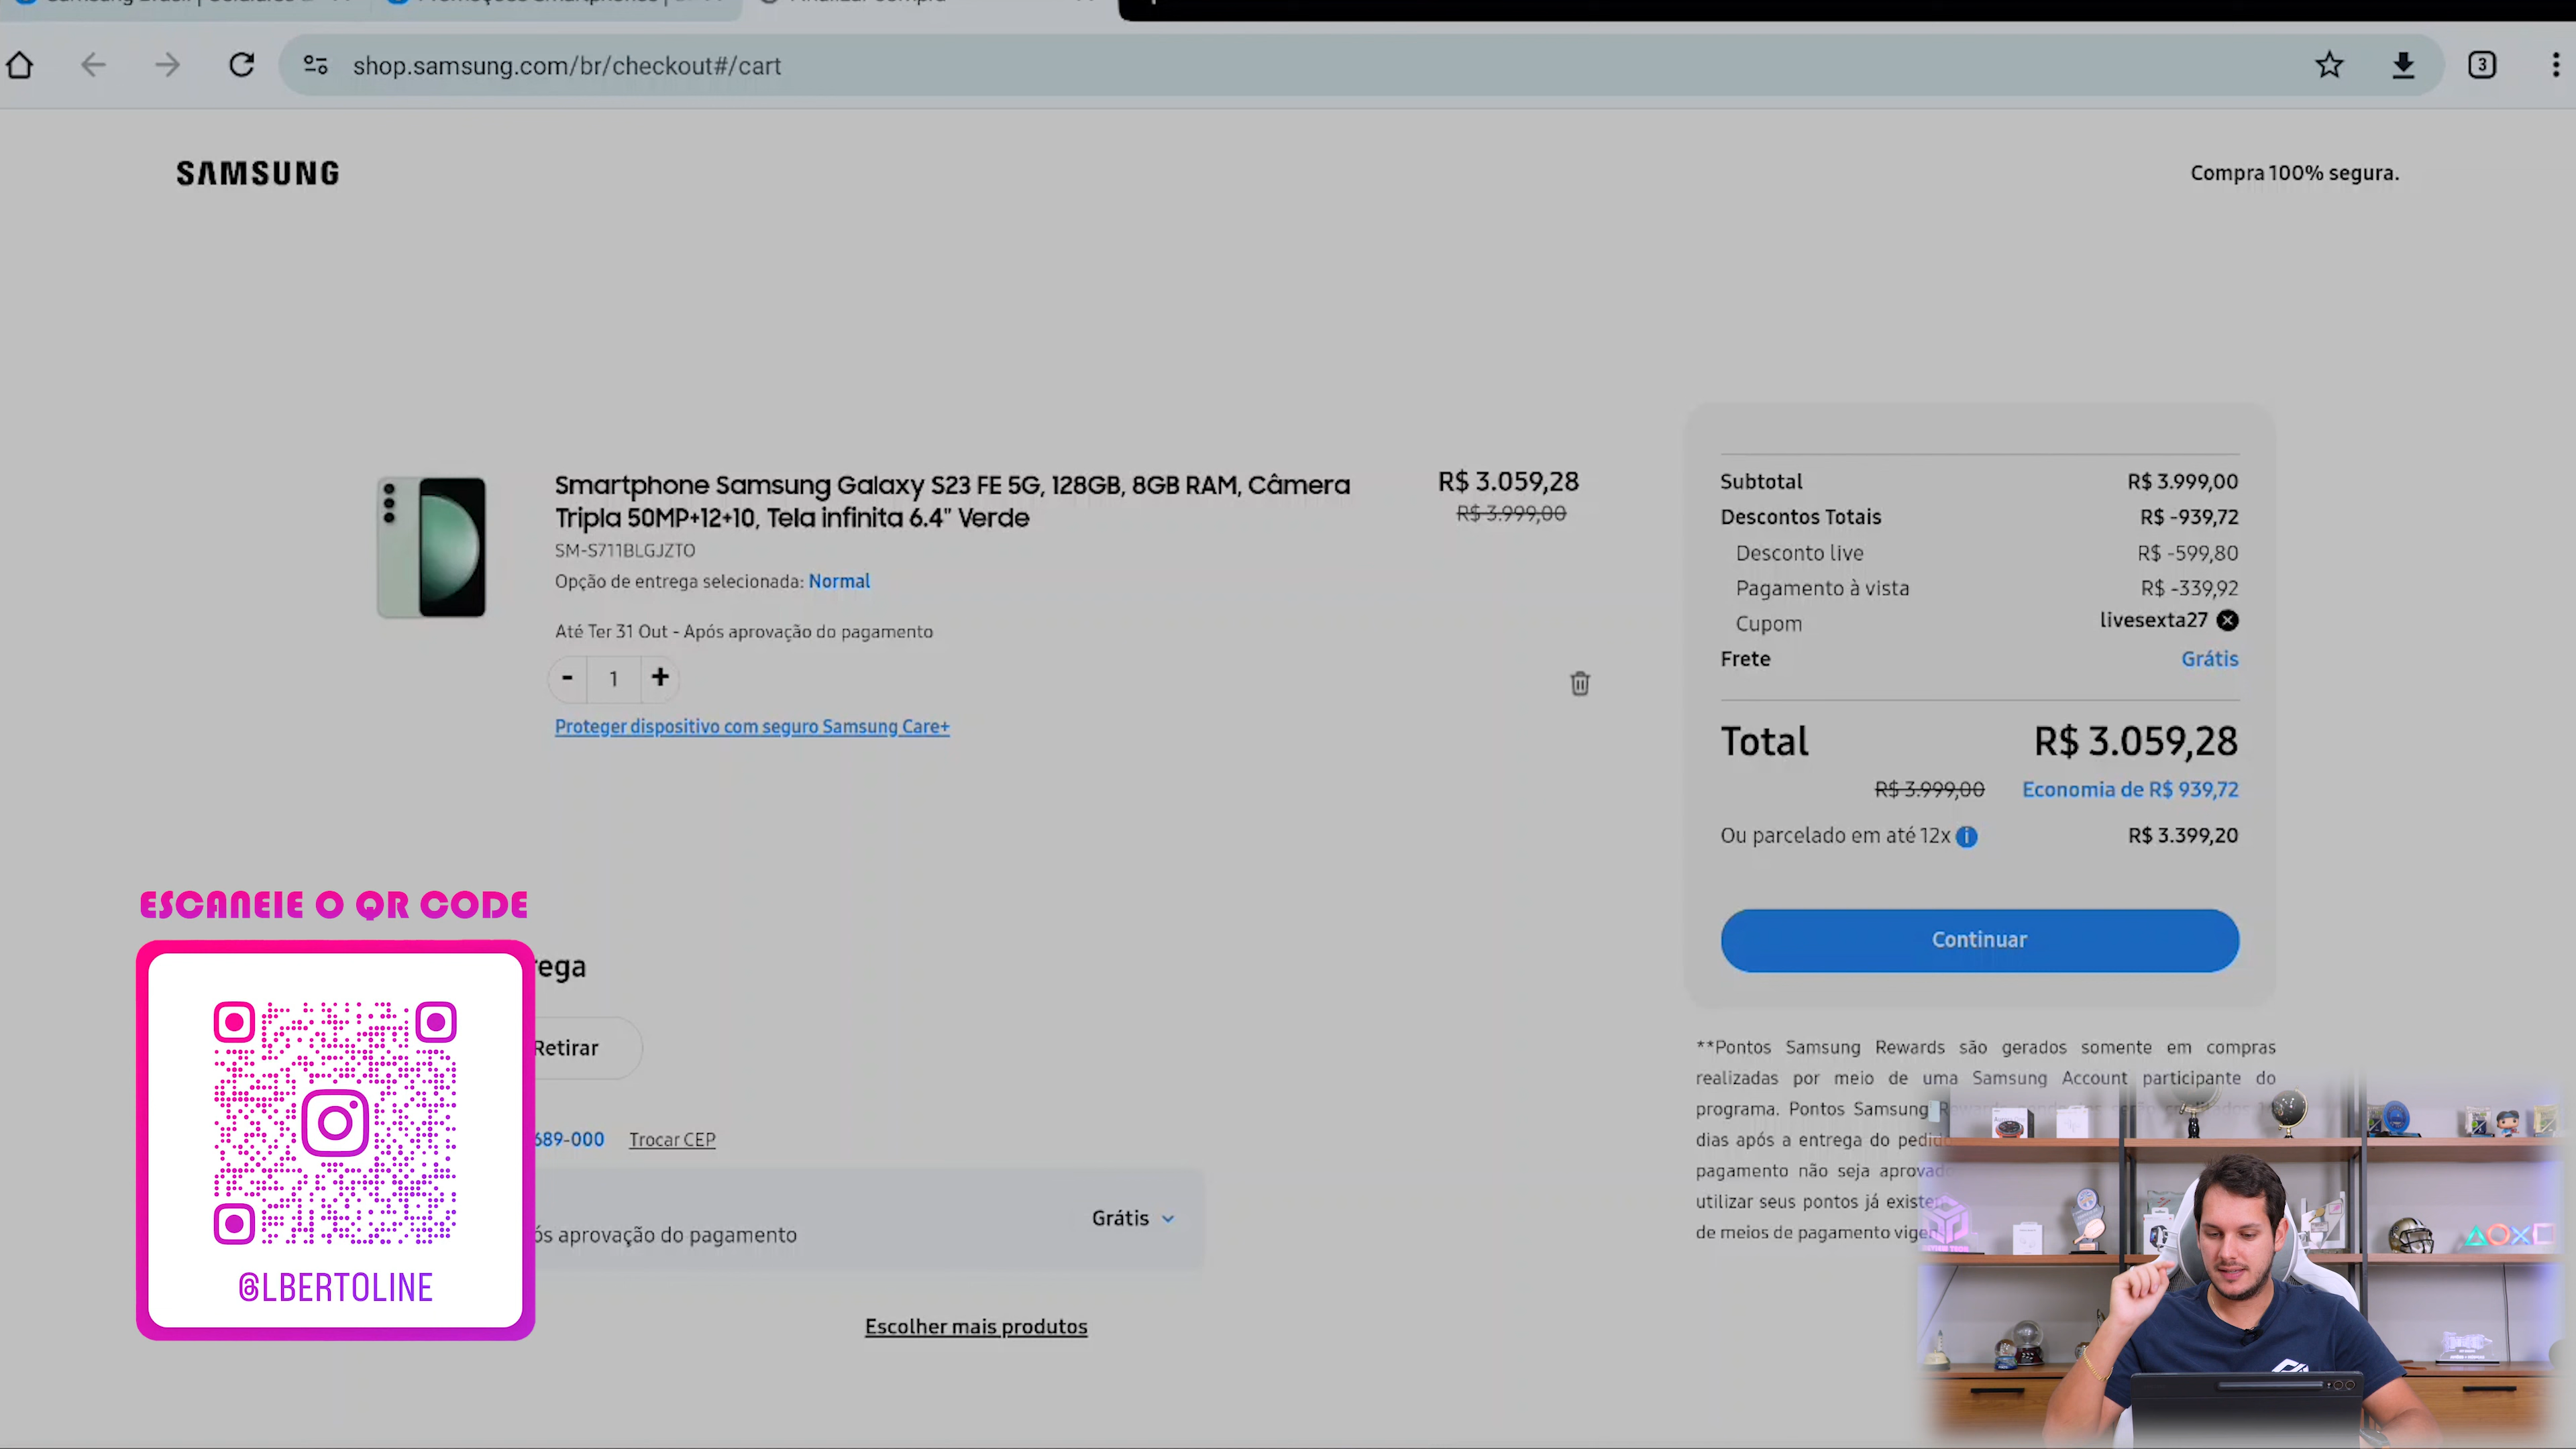 shop.samsung.com/br/checkout#/cart
3
SAMSUNG
Compra 100% segura.
Smartphone Samsung Galaxy S23 FE 5G, 128GB, 8GB RAM, Câmera
Tripla 50MP+12+10, Tela infinita 6.4" Verde
R$ 3.059,28
R$ 3.999,00
SM-S711BLGJZTO
Opção de entrega selecionada: Normal
Até Ter 31 Out - Após aprovação do pagamento
- 1 +
Proteger dispositivo com seguro Samsung Care+
Subtotal R$ 3.999,00
Descontos Totais R$ -939,72
Desconto live R$ -599,80
Pagamento à vista R$ -339,92
Cupom livesexta27
Frete Grátis
Total R$ 3.059,28
R$ 3.999,00 Economia de R$ 939,72
Ou parcelado em até 12x R$ 3.399,20
Continuar
**Pontos Samsung Rewards são gerados somente em compras
realizadas por meio de uma Samsung Account participante do
programa. Pontos Samsung
dias após a entrega do
pagamento não seja
utilizar seus pontos já
de meios de pagamento
ESCANEIE O QR CODE
@LBERTOLINE
rega
Retirar
689-000 Trocar CEP
ós aprovação do pagamento
Grátis
Escolher mais produtos